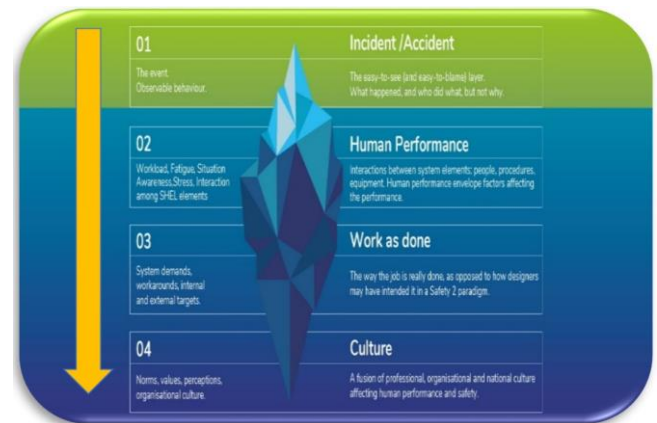 01
Incident /Accident
The event.
Observable behaviour.
The easy-to-see (and easy-to-blame) layer.
What happened, and who did what, but not why.
02
Human Performance
Workload, Fatigue, Situation
Awareness,Stress, Interaction
among SHEL elements
Interactions between system elements; people, procedures,
equipment. Human performance envelope factors affecting
the performance.
03
Work as done
System demands,
workarounds, internal
and external targets.
The way the job is really done, as opposed to how designers
may have intended it in a Safety 2 paradigm.
04
Culture
Norms, values, perceptions,
organisational culture.
A fusion of professional, organisational and national culture
affecting human performance and safety.